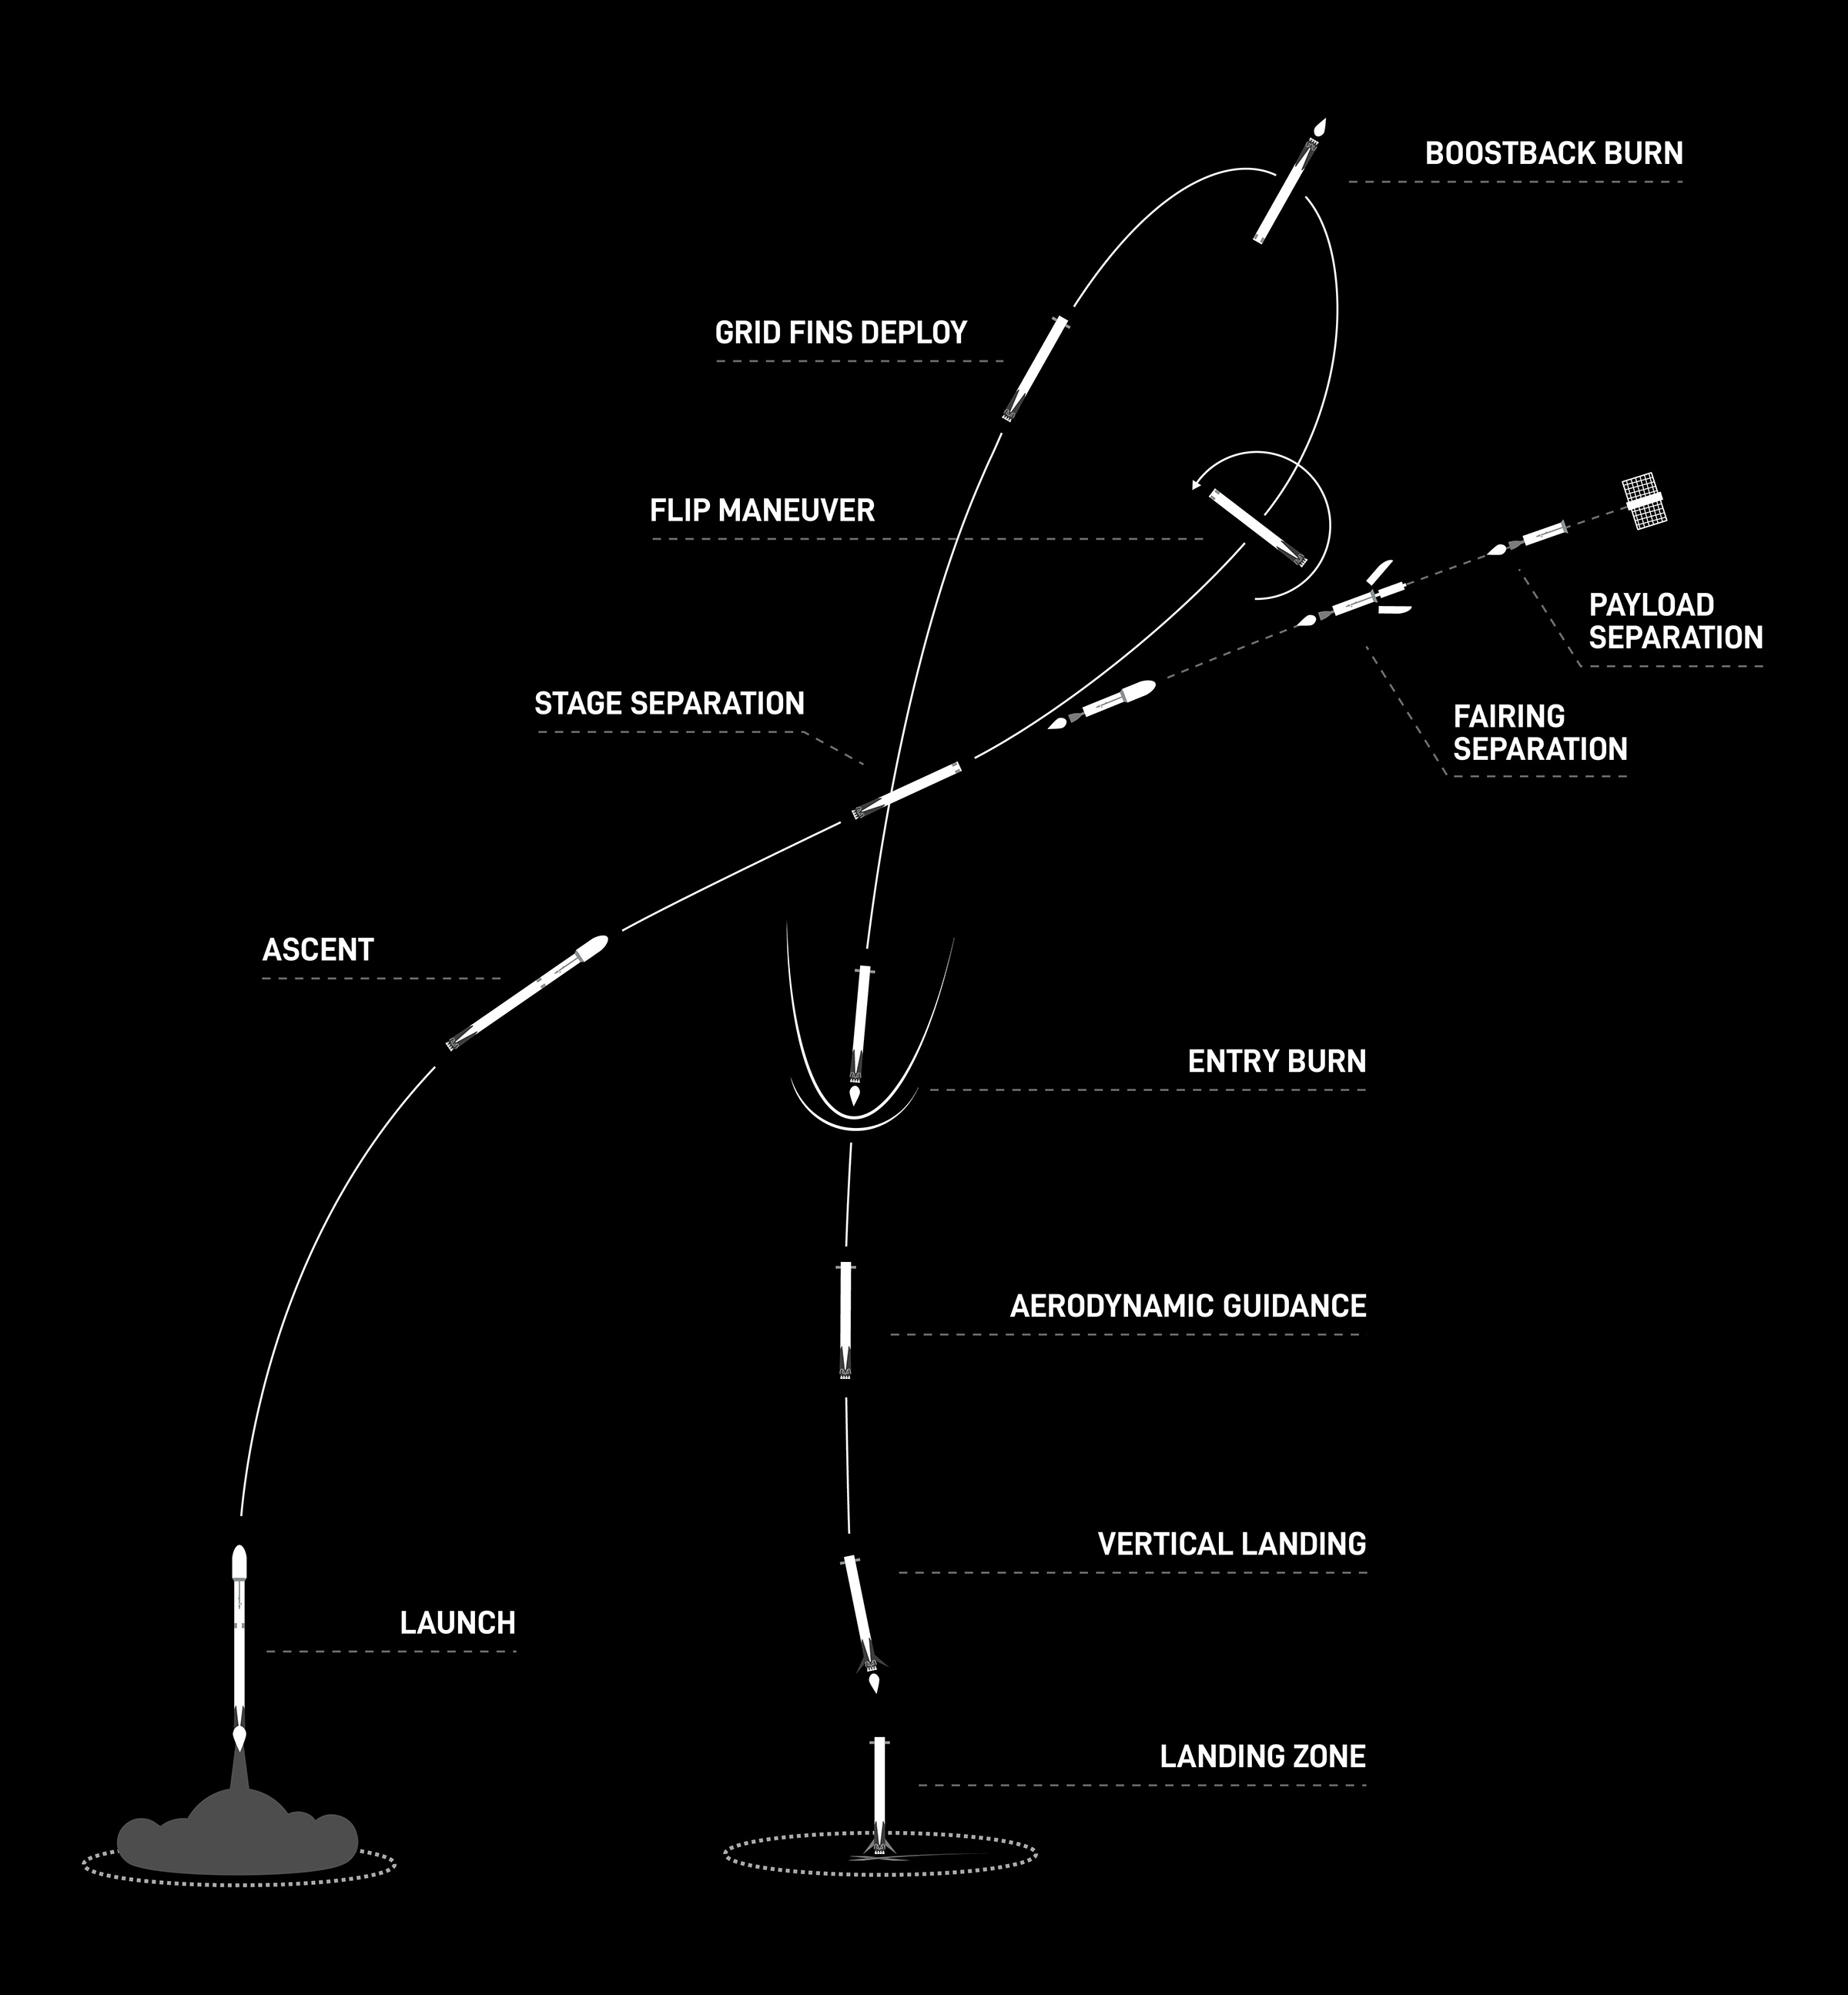 BOOSTBACK BURN
GRID FINS DEPLOY
FLIP MANEUVER
PAYLOAD
SEPARATION
STAGE SEPARATION
FAIRING
SEPARATION
ASCENT
ENTRY BURN
AERODYNAMIC GUIDANCE
VERTICAL LANDING
LAUNCH
LANDING ZONE